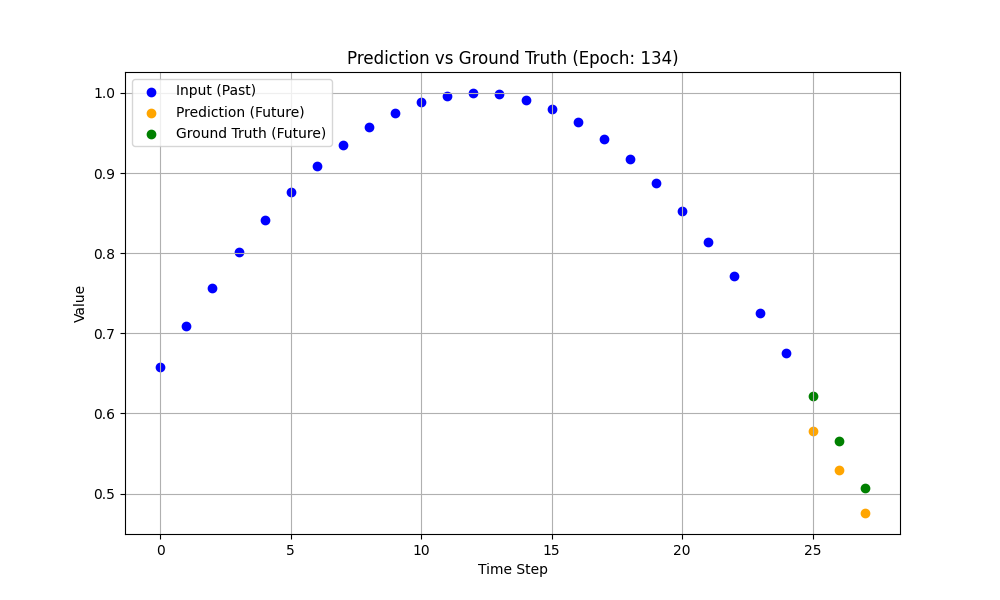 Prediction vs Ground Truth (Epoch: 134)
Input (Past)
Prediction (Future)
Ground Truth (Future)
1.0
0.9
0.8
0.7
0.6
0.5
Value
0 5 10 15 20 25
Time Step